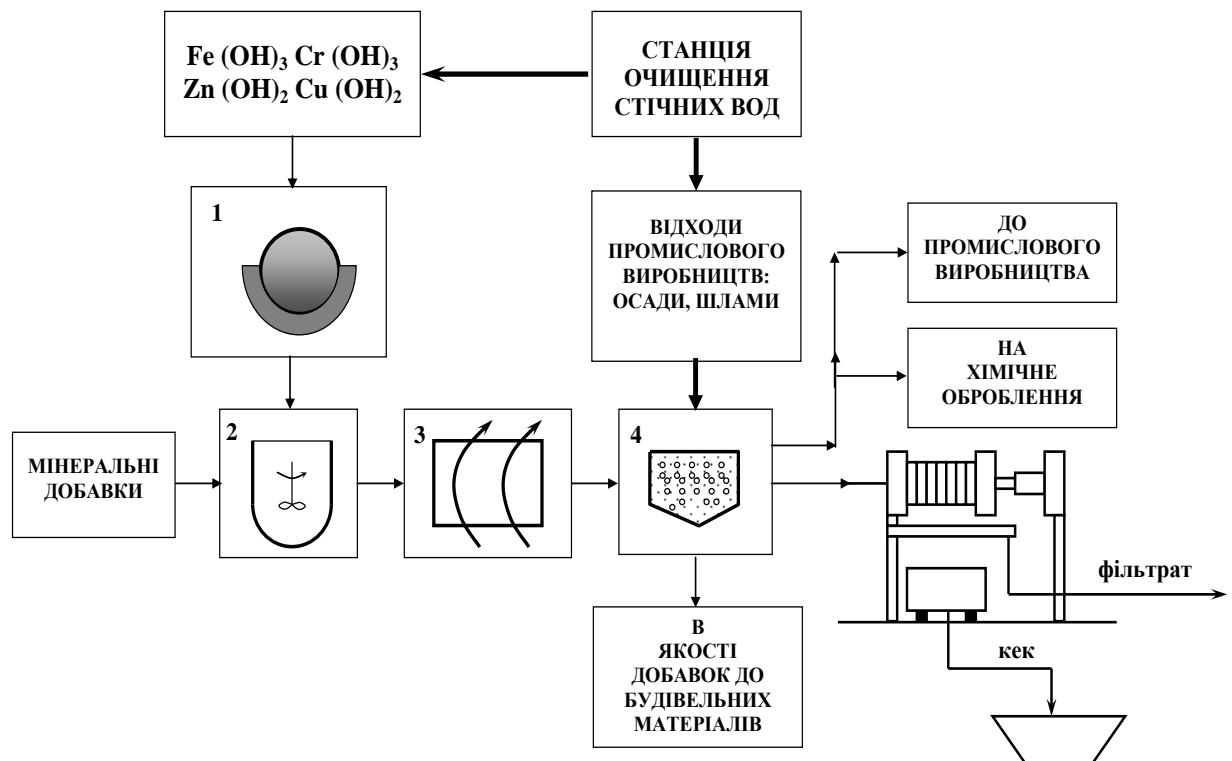 Fe (OH)₃ Cr (OH)₃
Zn (OH)₂ Cu (OH)₂
СТАНЦІЯ
ОЧИЩЕННЯ
СТІЧНИХ ВОД
1
ВІДХОДИ
ПРОМИСЛОВОГО
ВИРОБНИЦТВ:
ОСАДИ, ШЛАМИ
ДО
ПРОМИСЛОВОГО
ВИРОБНИЦТВА
НА
ХІМІЧНЕ
ОБРОБЛЕННЯ
МІНЕРАЛЬНІ
ДОБАВКИ
2
3
4
фільтрат
кек
В
ЯКОСТІ
ДОБАВОК ДО
БУДІВЕЛЬНИХ
МАТЕРІАЛІВ